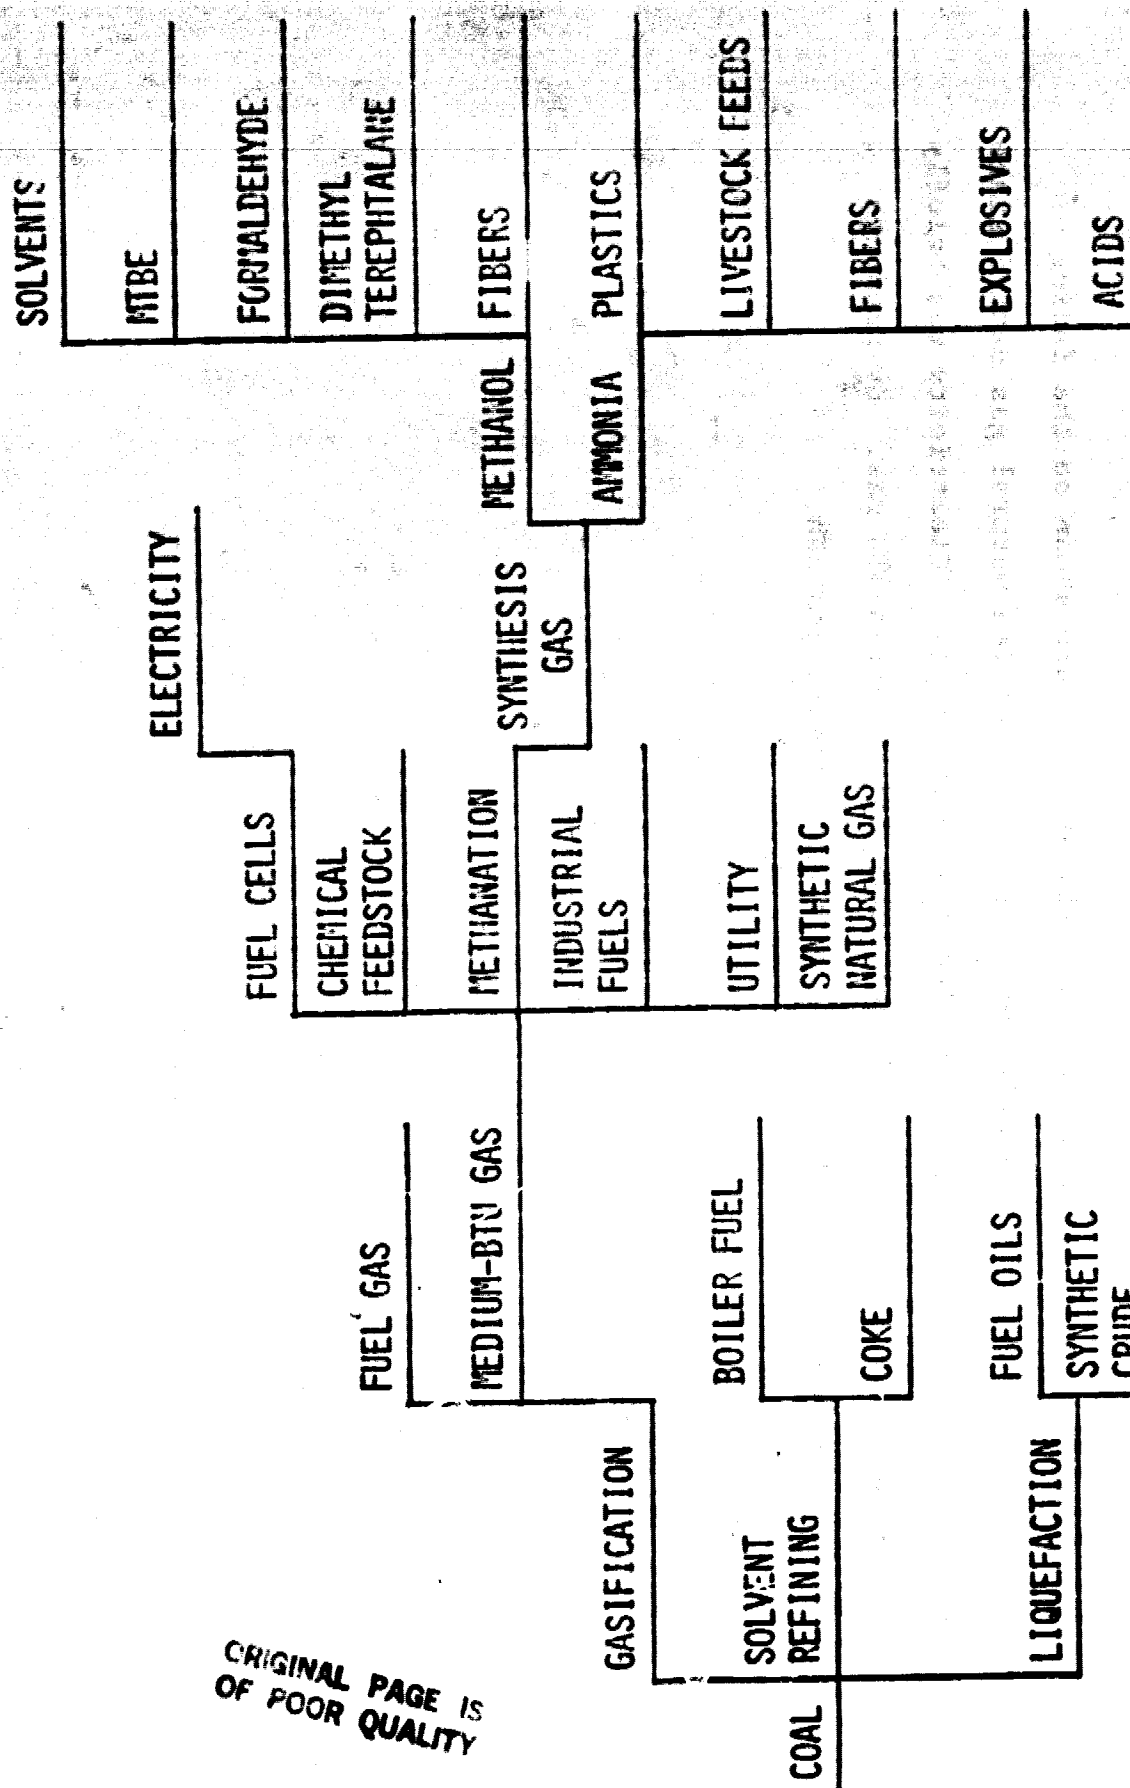 SOLVENTS
MTBE
FORMALDEHYDE
DIMETHYL
TEREPHTALANE
FIBERS
PLASTICS
LIVESTOCK FEEDS
FIBERS
EXPLOSIVES
ACIDS
METHANOL
AMMONIA
ELECTRICITY
SYNTHESIS
GAS
FUEL CELLS
CHEMICAL
FEEDSTOCK
METHANATION
INDUSTRIAL
FUELS
UTILITY
SYNTHETIC
NATURAL GAS
FUEL GAS
MEDIUM-BTU GAS
BOILER FUEL
COKE
FUEL OILS
SYNTHETIC
CRUDE
GASIFICATION
SOLVENT
REFINING
LIQUEFACTION
COAL
ORIGINAL PAGE IS
OF POOR QUALITY